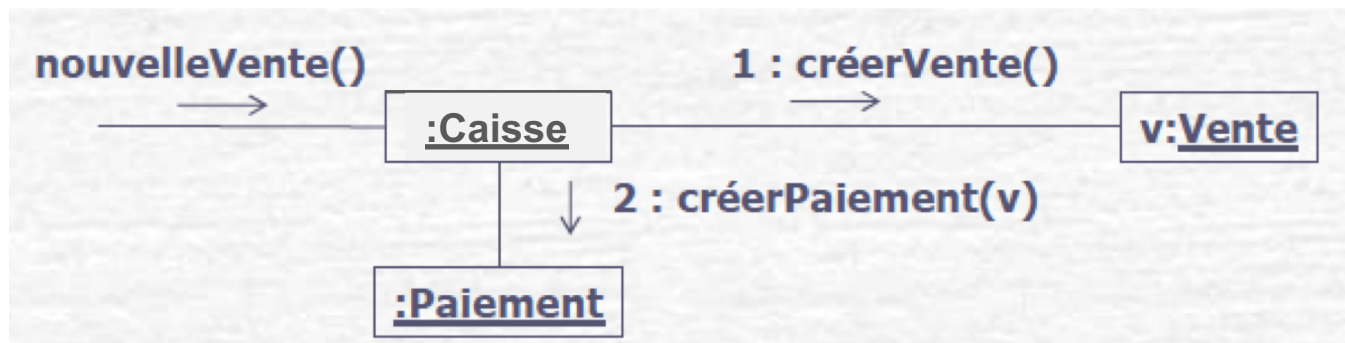 nouvelleVente()
1 : créerVente()
:Caisse
v:Vente
2 : créerPaiement(v)
:Paiement